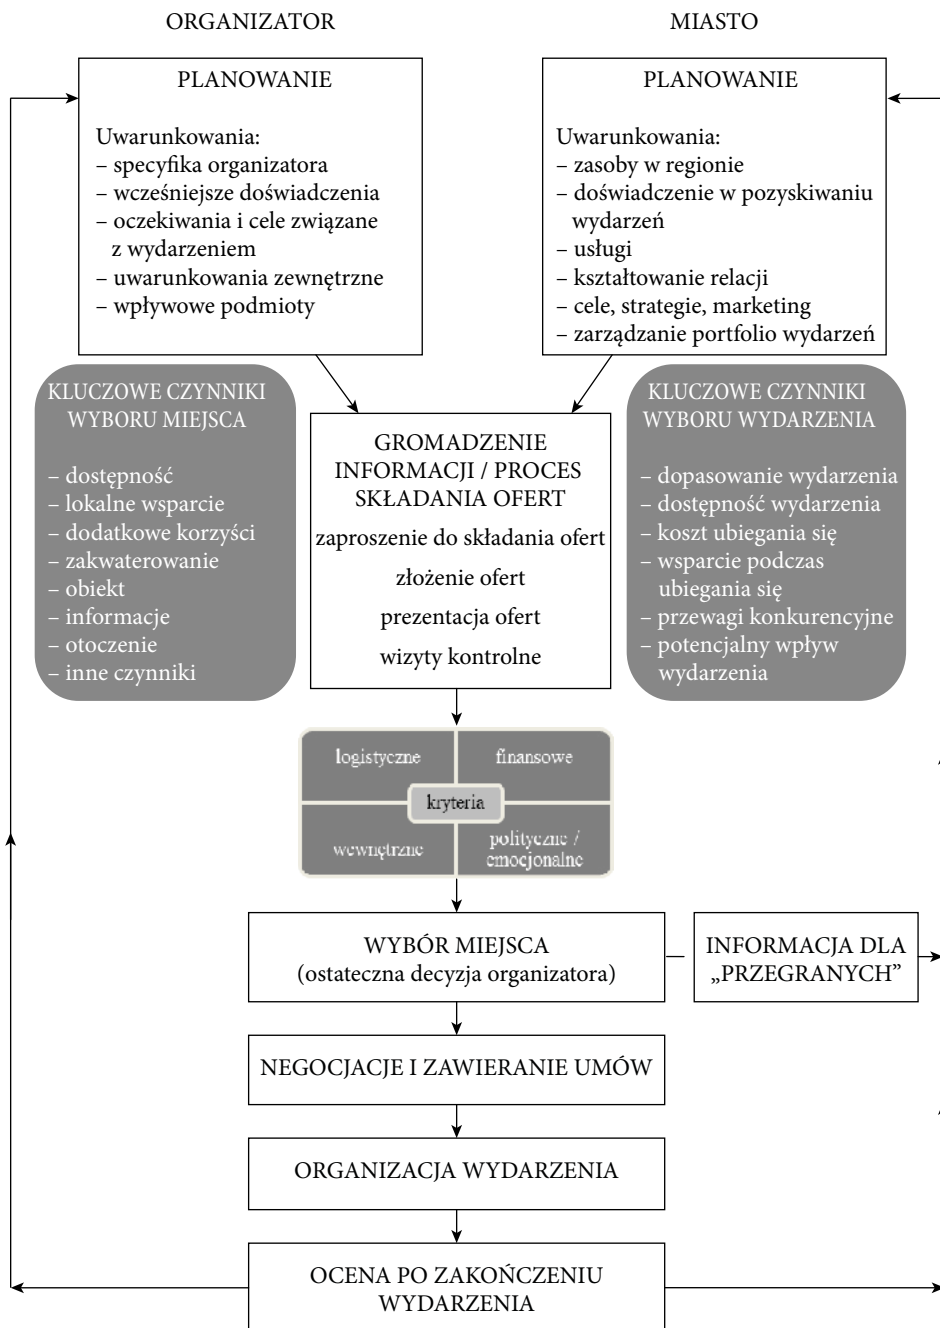 ORGANIZATOR
MIASTO
PLANOWANIE
Uwarunkowania:
– specyfika organizatora
– wcześniejsze doświadczenia
– oczekiwania i cele związane
z wydarzeniem
– uwarunkowania zewnętrzne
– wpływowe podmioty
PLANOWANIE
Uwarunkowania:
– zasoby w regionie
– doświadczenie w pozyskiwaniu
wydarzeń
– usługi
– kształtowanie relacji
– cele, strategie, marketing
– zarządzanie portfolio wydarzeń
KLUCZOWE CZYNNIKI
WYBORU MIEJSCA
– dostępność
– lokalne wsparcie
– dodatkowe korzyści
– zakwaterowanie
– obiekt
– informacje
– otoczenie
– inne czynniki
GROMADZENIE
INFORMACJI / PROCES
SKŁADANIA OFERT
zaproszenie do składania ofert
złożenie ofert
prezentacja ofert
wizyty kontrolne
KLUCZOWE CZYNNIKI
WYBORU WYDARZENIA
– dopasowanie wydarzenia
– dostępność wydarzenia
– koszt ubiegania się
– wsparcie podczas
ubiegania się
– przewagi konkurencyjne
– potencjalny wpływ
wydarzenia
logistyczne
finansowe
kryteria
wewnętrzne
polityczne /
emocjonalne
WYBÓR MIEJSCA
(ostateczna decyzja organizatora)
INFORMACJA DLA
„PRZEGRANYCH”
NEGOCJACJE I ZAWIERANIE UMÓW
ORGANIZACJA WYDARZENIA
OCENA PO ZAKOŃCZENIU
WYDARZENIA